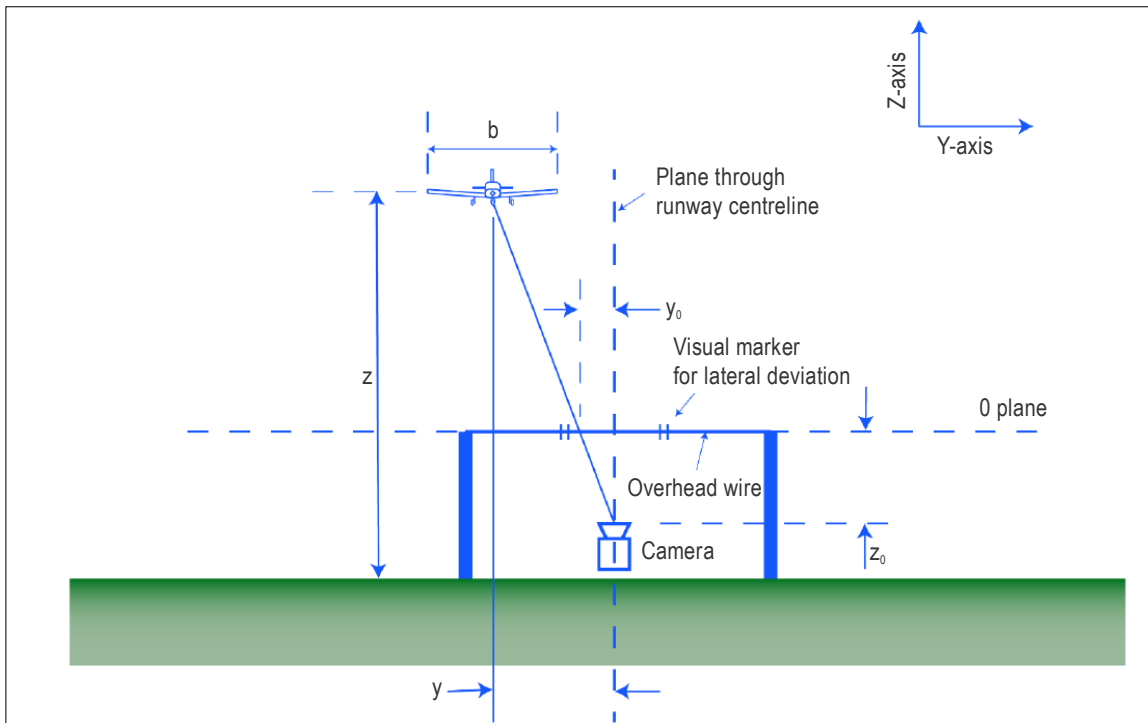 Z-axis
Y-axis
b
Plane through
runway centreline
y₀
Visual marker
for lateral deviation
z
0 plane
Overhead wire
Camera
z₀
y